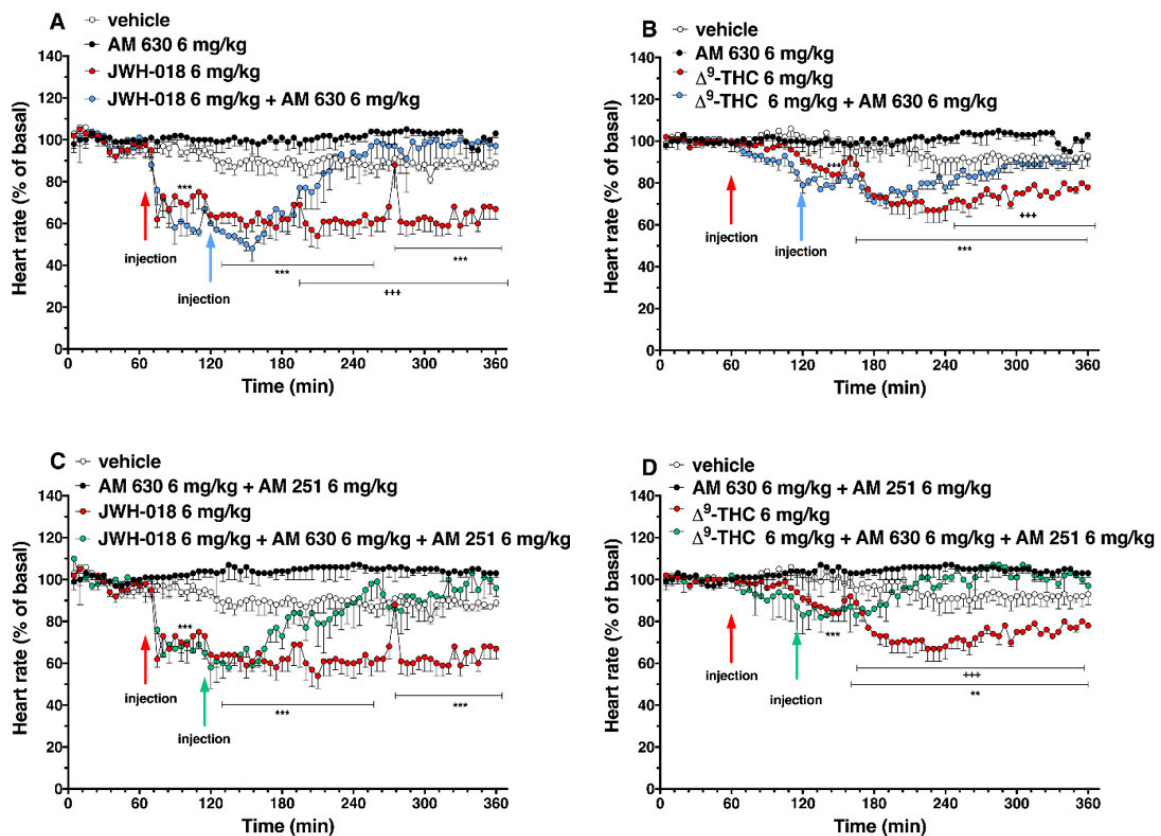 A
vehicle
AM 630 6 mg/kg
JWH-018 6 mg/kg
JWH-018 6 mg/kg + AM 630 6 mg/kg
Heart rate (% of basal)
140
120
100
80
60
40
20
0
***
injection
injection
***
***
+++
0 60 120 180 240 300 360
Time (min)
B
vehicle
AM 630 6 mg/kg
Δ⁹-THC 6 mg/kg
Δ⁹-THC 6 mg/kg + AM 630 6 mg/kg
Heart rate (% of basal)
140
120
100
80
60
40
20
0
***
injection
injection
+++
***
0 60 120 180 240 300 360
Time (min)
C
vehicle
AM 630 6 mg/kg + AM 251 6 mg/kg
JWH-018 6 mg/kg
JWH-018 6 mg/kg + AM 630 6 mg/kg + AM 251 6 mg/kg
Heart rate (% of basal)
140
120
100
80
60
40
20
0
***
injection
injection
***
***
0 60 120 180 240 300 360
Time (min)
D
vehicle
AM 630 6 mg/kg + AM 251 6 mg/kg
Δ⁹-THC 6 mg/kg
Δ⁹-THC 6 mg/kg + AM 630 6 mg/kg + AM 251 6 mg/kg
Heart rate (% of basal)
140
120
100
80
60
40
20
0
***
injection
injection
+++
**
0 60 120 180 240 300 360
Time (min)